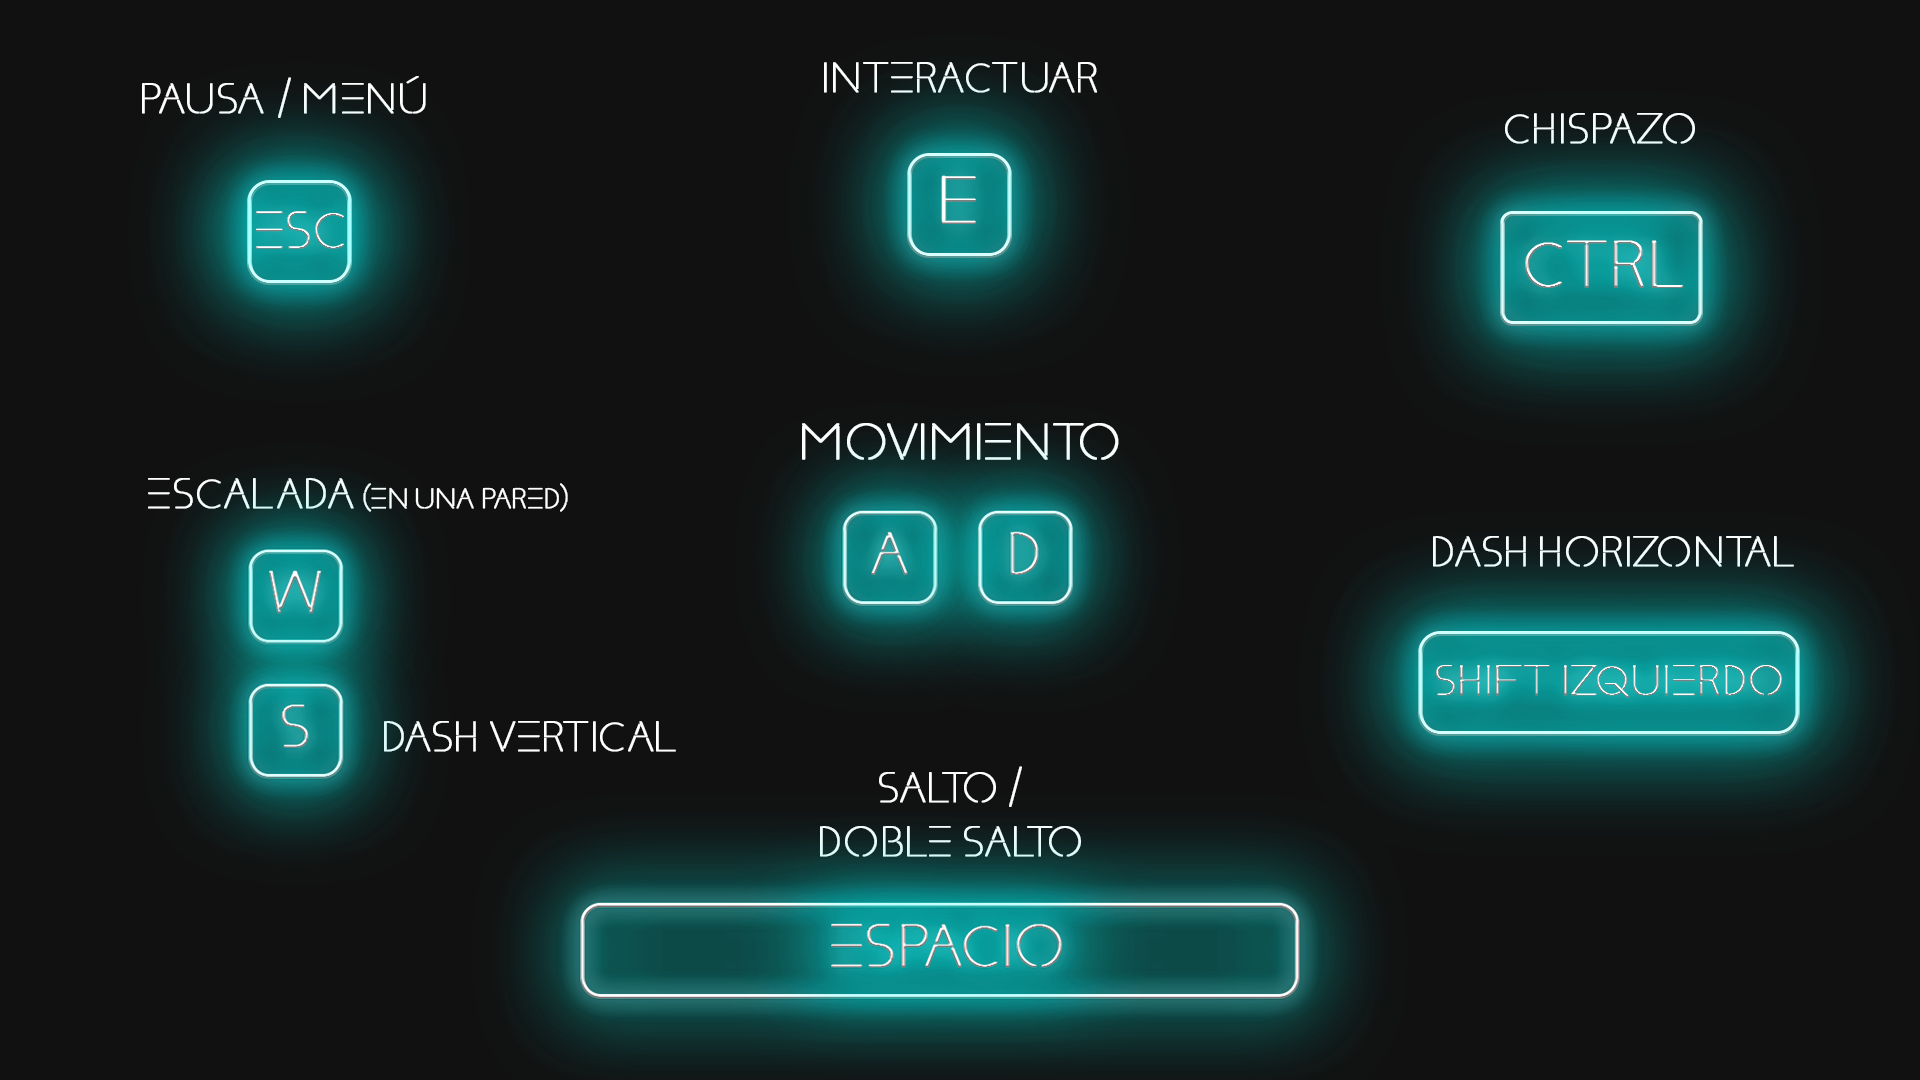 PAUSA / MENÚ
ESC
INTERACTUAR
E
CHISPAZO
CTRL
ESCALADA (EN UNA PARED)
W
S
DASH VERTICAL
MOVIMIENTO
A D
DASH HORIZONTAL
SHIFT IZQUIERDO
SALTO /
DOBLE SALTO
ESPACIO